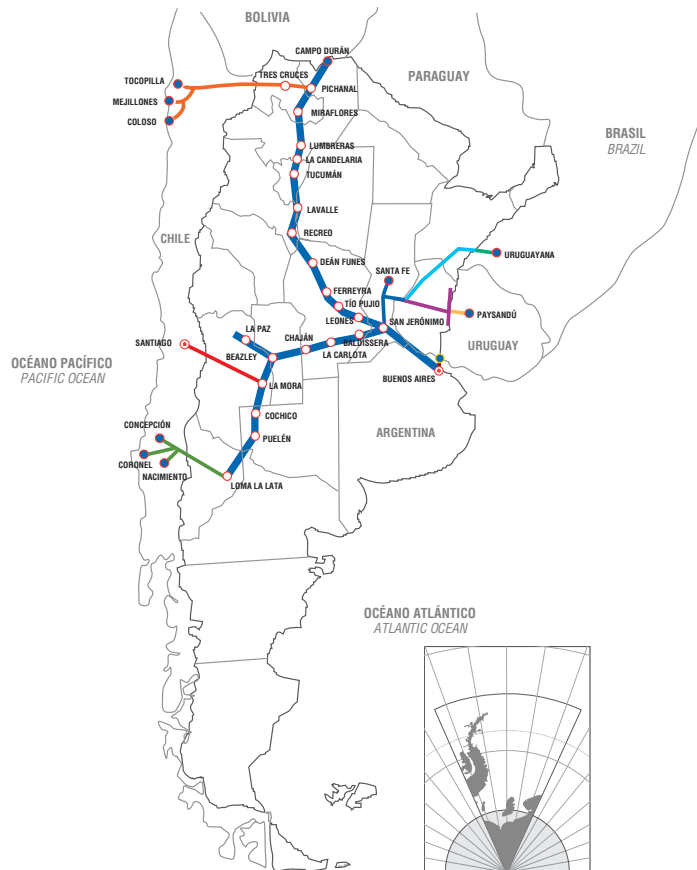 BOLIVIA
CAMPO DURÁN
TRES CRUCES
PARAGUAY
TOCOPILLA
PICHANAL
MEJILLONES
MIRAFLORES
COLOSO
BRASIL
BRAZIL
LUMBRERAS
LA CANDELARIA
TUCUMÁN
LAVALLE
RECREO
CHILE
URUGUAYANA
DEÁN FUNES
SANTA FE
FERREYRA
TÍO PUJIO
PAYSANDÚ
LEONES
SAN JERÓNIMO
LA PAZ
CHAJÁN
BALDISSERA
URUGUAY
SANTIAGO
BEAZLEY
LA CARLOTA
OCÉANO PACÍFICO
PACIFIC OCEAN
BUENOS AIRES
LA MORA
COCHICO
CONCEPCIÓN
ARGENTINA
PUELÉN
CORONEL
NACIMIENTO
LOMA LA LATA
OCÉANO ATLÁNTICO
ATLANTIC OCEAN